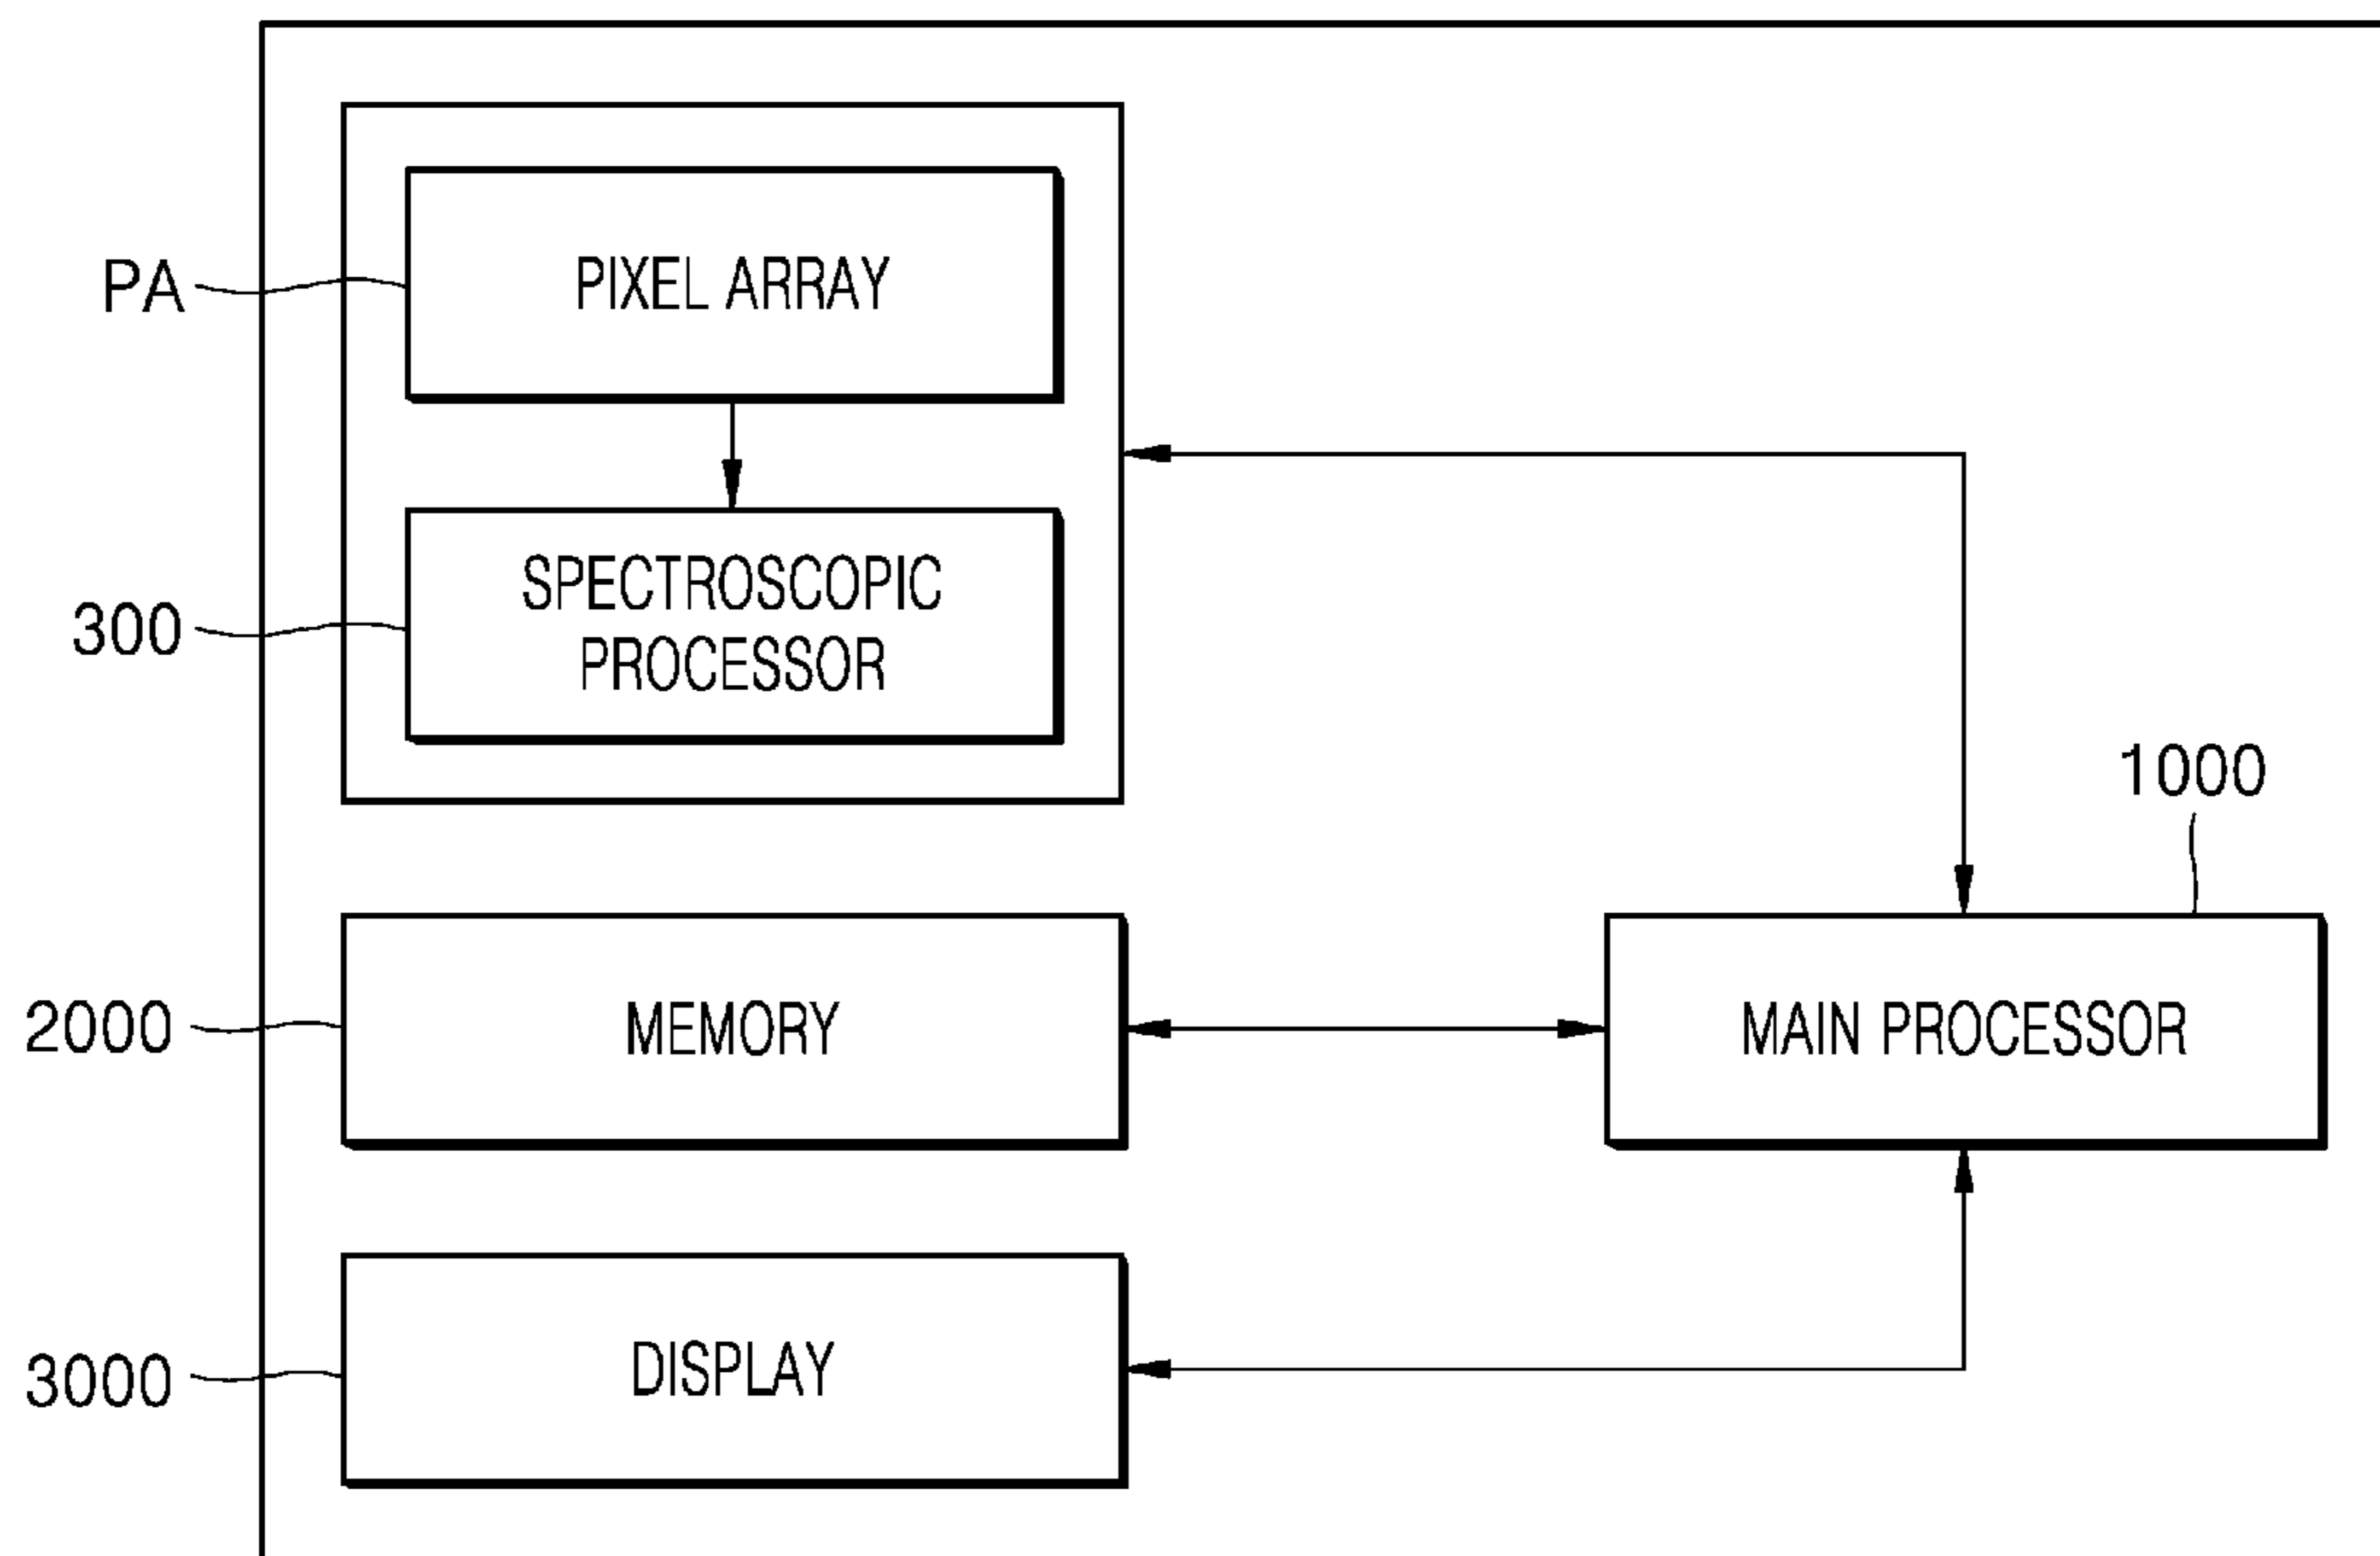 PA
PIXEL ARRAY
300
SPECTROSCOPIC
PROCESSOR
1000
2000
MEMORY
MAIN PROCESSOR
3000
DISPLAY